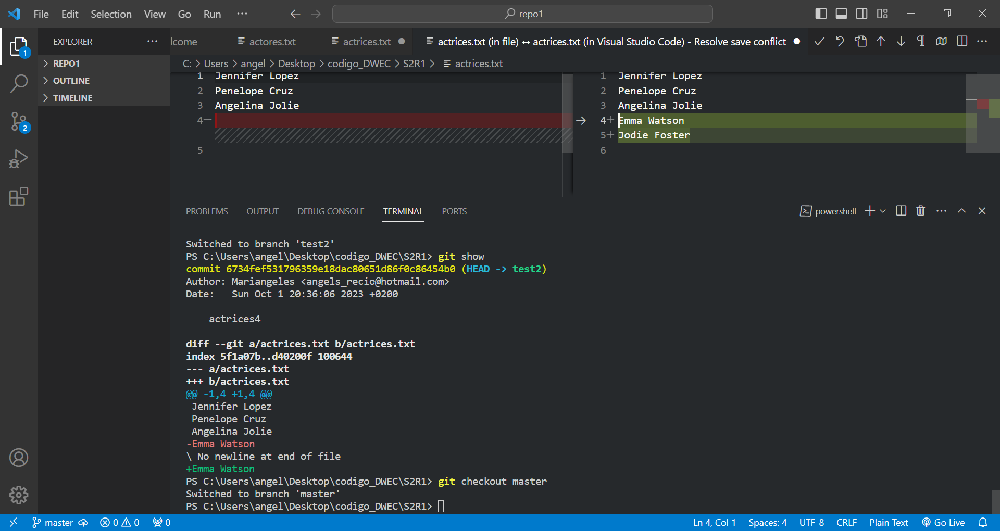 File Edit Selection View Go Run ··· repo1
EXPLORER ··· lcome actores.txt actrices.txt actrices.txt (in file) ↔ actrices.txt (in Visual Studio Code) - Resolve save conflict
1
REPO1
OUTLINE
TIMELINE
2
C: > Users > angel > Desktop > codigo_DWEC > S2R1 > actrices.txt
1 Jennifer Lopez
2 Penelope Cruz
3 Angelina Jolie
4—
5
1 Jennifer Lopez
2 Penelope Cruz
3 Angelina Jolie
4+ Emma Watson
5+ Jodie Foster
6
PROBLEMS OUTPUT DEBUG CONSOLE TERMINAL PORTS powershell
Switched to branch 'test2'
PS C:\Users\angel\Desktop\codigo_DWEC\S2R1> git show
commit 6734fef531796359e18dac80651d86f0c86454b0 (HEAD -> test2)
Author: Mariangeles <angels_recio@hotmail.com>
Date:   Sun Oct 1 20:36:06 2023 +0200
actrices4
diff --git a/actrices.txt b/actrices.txt
index 5f1a07b..d40200f 100644
--- a/actrices.txt
+++ b/actrices.txt
@@ -1,4 +1,4 @@
Jennifer Lopez
Penelope Cruz
Angelina Jolie
-Emma Watson
\ No newline at end of file
+Emma Watson
PS C:\Users\angel\Desktop\codigo_DWEC\S2R1> git checkout master
Switched to branch 'master'
PS C:\Users\angel\Desktop\codigo_DWEC\S2R1>
master 0 0 0 Ln 4, Col 1 Spaces: 4 UTF-8 CRLF Plain Text Go Live